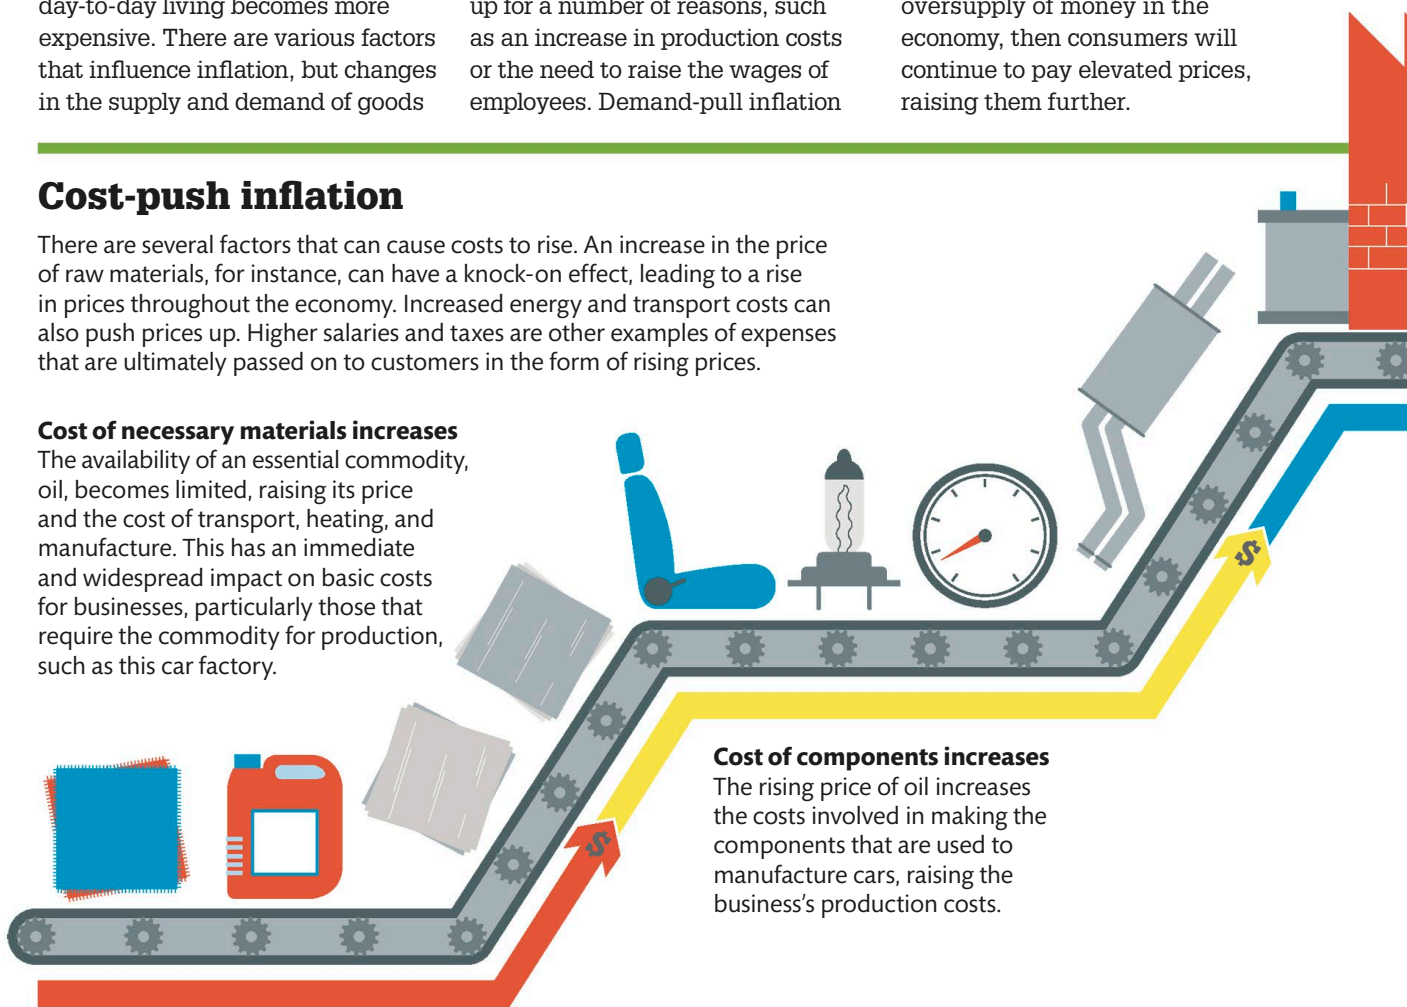 day-to-day living becomes more
expensive. There are various factors
that influence inflation, but changes
in the supply and demand of goods
up for a number of reasons, such
as an increase in production costs
or the need to raise the wages of
employees. Demand-pull inflation
oversupply of money in the
economy, then consumers will
continue to pay elevated prices,
raising them further.
Cost-push inflation
There are several factors that can cause costs to rise. An increase in the price
of raw materials, for instance, can have a knock-on effect, leading to a rise
in prices throughout the economy. Increased energy and transport costs can
also push prices up. Higher salaries and taxes are other examples of expenses
that are ultimately passed on to customers in the form of rising prices.
Cost of necessary materials increases
The availability of an essential commodity,
oil, becomes limited, raising its price
and the cost of transport, heating, and
manufacture. This has an immediate
and widespread impact on basic costs
for businesses, particularly those that
require the commodity for production,
such as this car factory.
$
$
Cost of components increases
The rising price of oil increases
the costs involved in making the
components that are used to
manufacture cars, raising the
business's production costs.